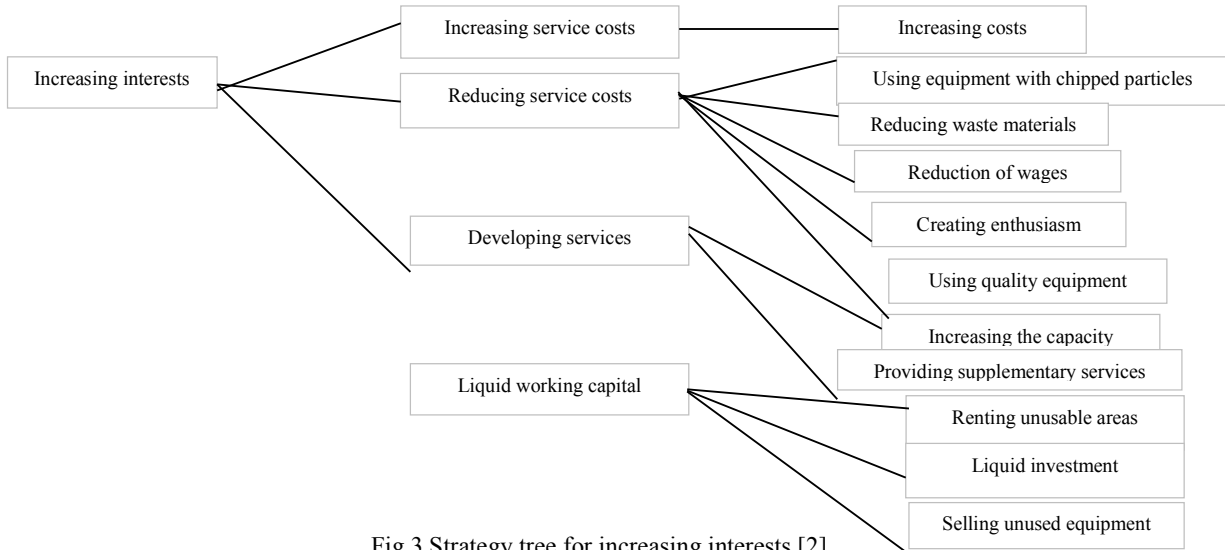 Increasing interests
Increasing service costs
Reducing service costs
Developing services
Liquid working capital
Increasing costs
Using equipment with chipped particles
Reducing waste materials
Reduction of wages
Creating enthusiasm
Using quality equipment
Increasing the capacity
Providing supplementary services
Renting unusable areas
Liquid investment
Selling unused equipment
Fig 3 Strategy tree for increasing interests [2]